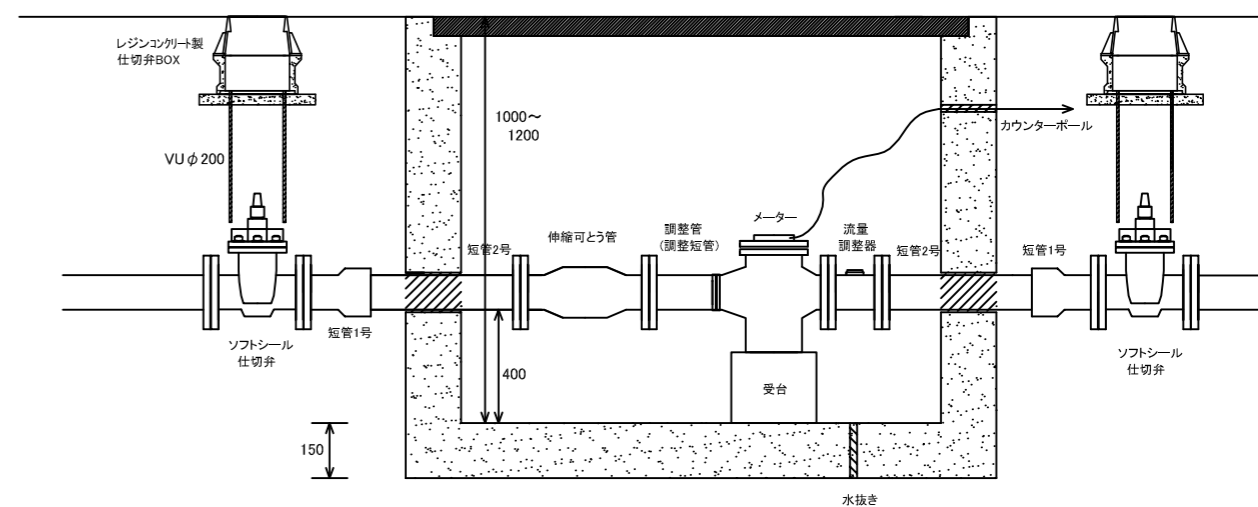 レジンコンクリート製
仕切弁BOX
VUφ200
1000～
1200
カウンターポール
短管2号
伸縮可とう管
調整管
(調整短管)
メーター
流量
調整器
短管2号
短管1号
短管1号
ソフトシール
仕切弁
400
受台
ソフトシール
仕切弁
150
水抜き